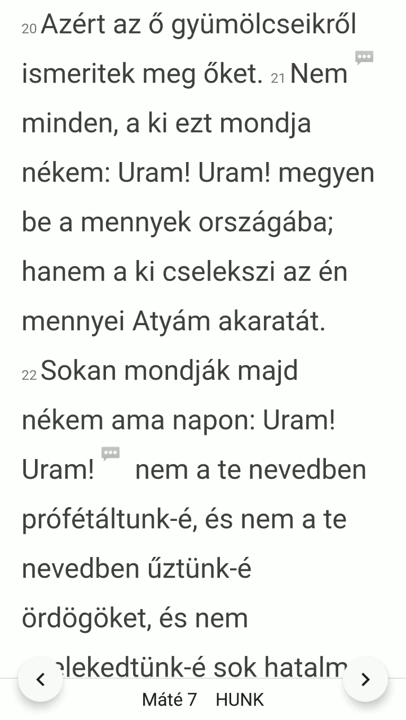 20 Azért az ő gyümölcseikről
ismeritek meg őket. 21 Nem
minden, a ki ezt mondja
nékem: Uram! Uram! megyen
be a mennyek országába;
hanem a ki cselekszi az én
mennyei Atyám akaratát.
22 Sokan mondják majd
nékem ama napon: Uram!
Uram! nem a te nevedben
prófétáltunk-é, és nem a te
nevedben űztünk-é
ördögöket, és nem
sok
Máté 7 HUNK